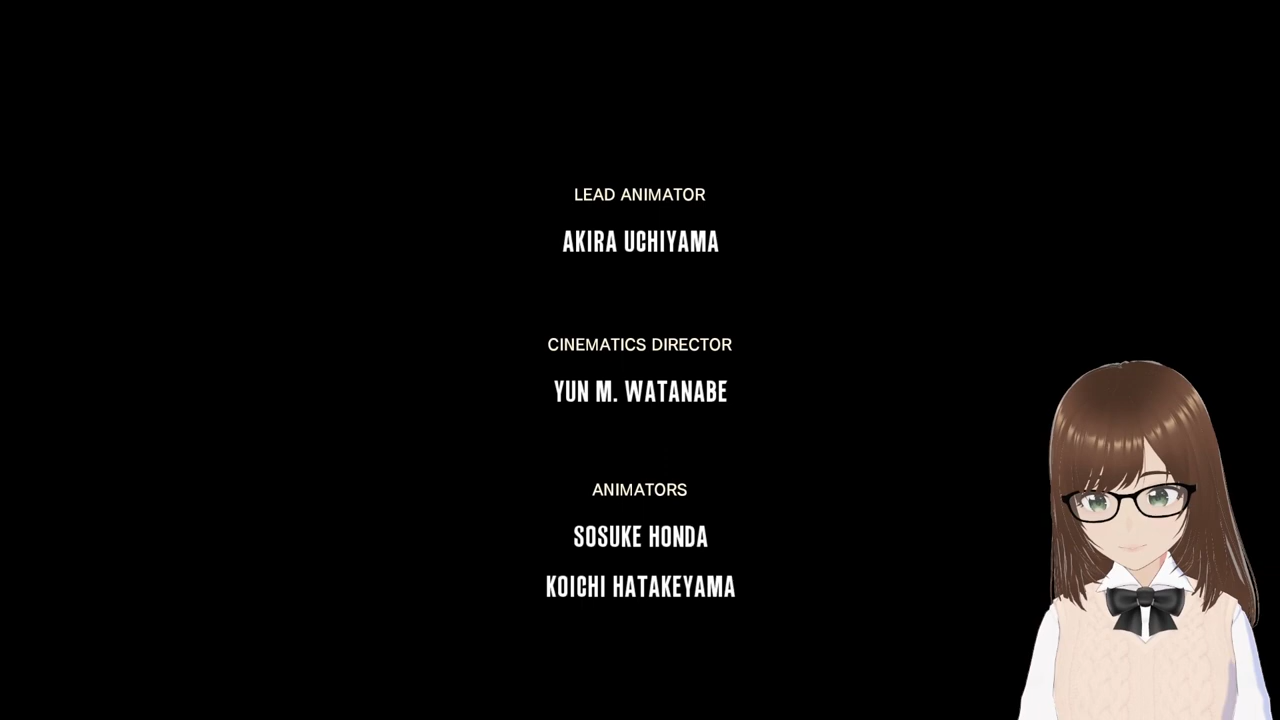 LEAD ANIMATOR
AKIRA UCHIYAMA
CINEMATICS DIRECTOR
YUN M. WATANABE
ANIMATORS
SOSUKE HONDA
KOICHI HATAKEYAMA